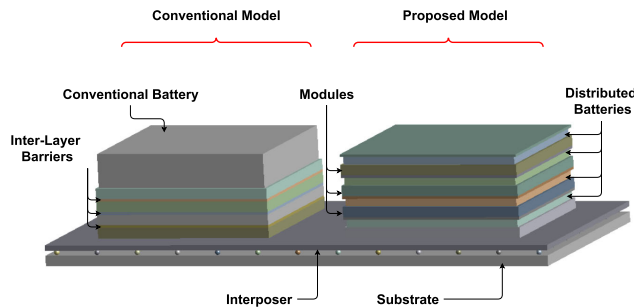 Conventional Model
Proposed Model
Conventional Battery
Modules
Distributed
Batteries
Inter-Layer
Barriers
Interposer
Substrate